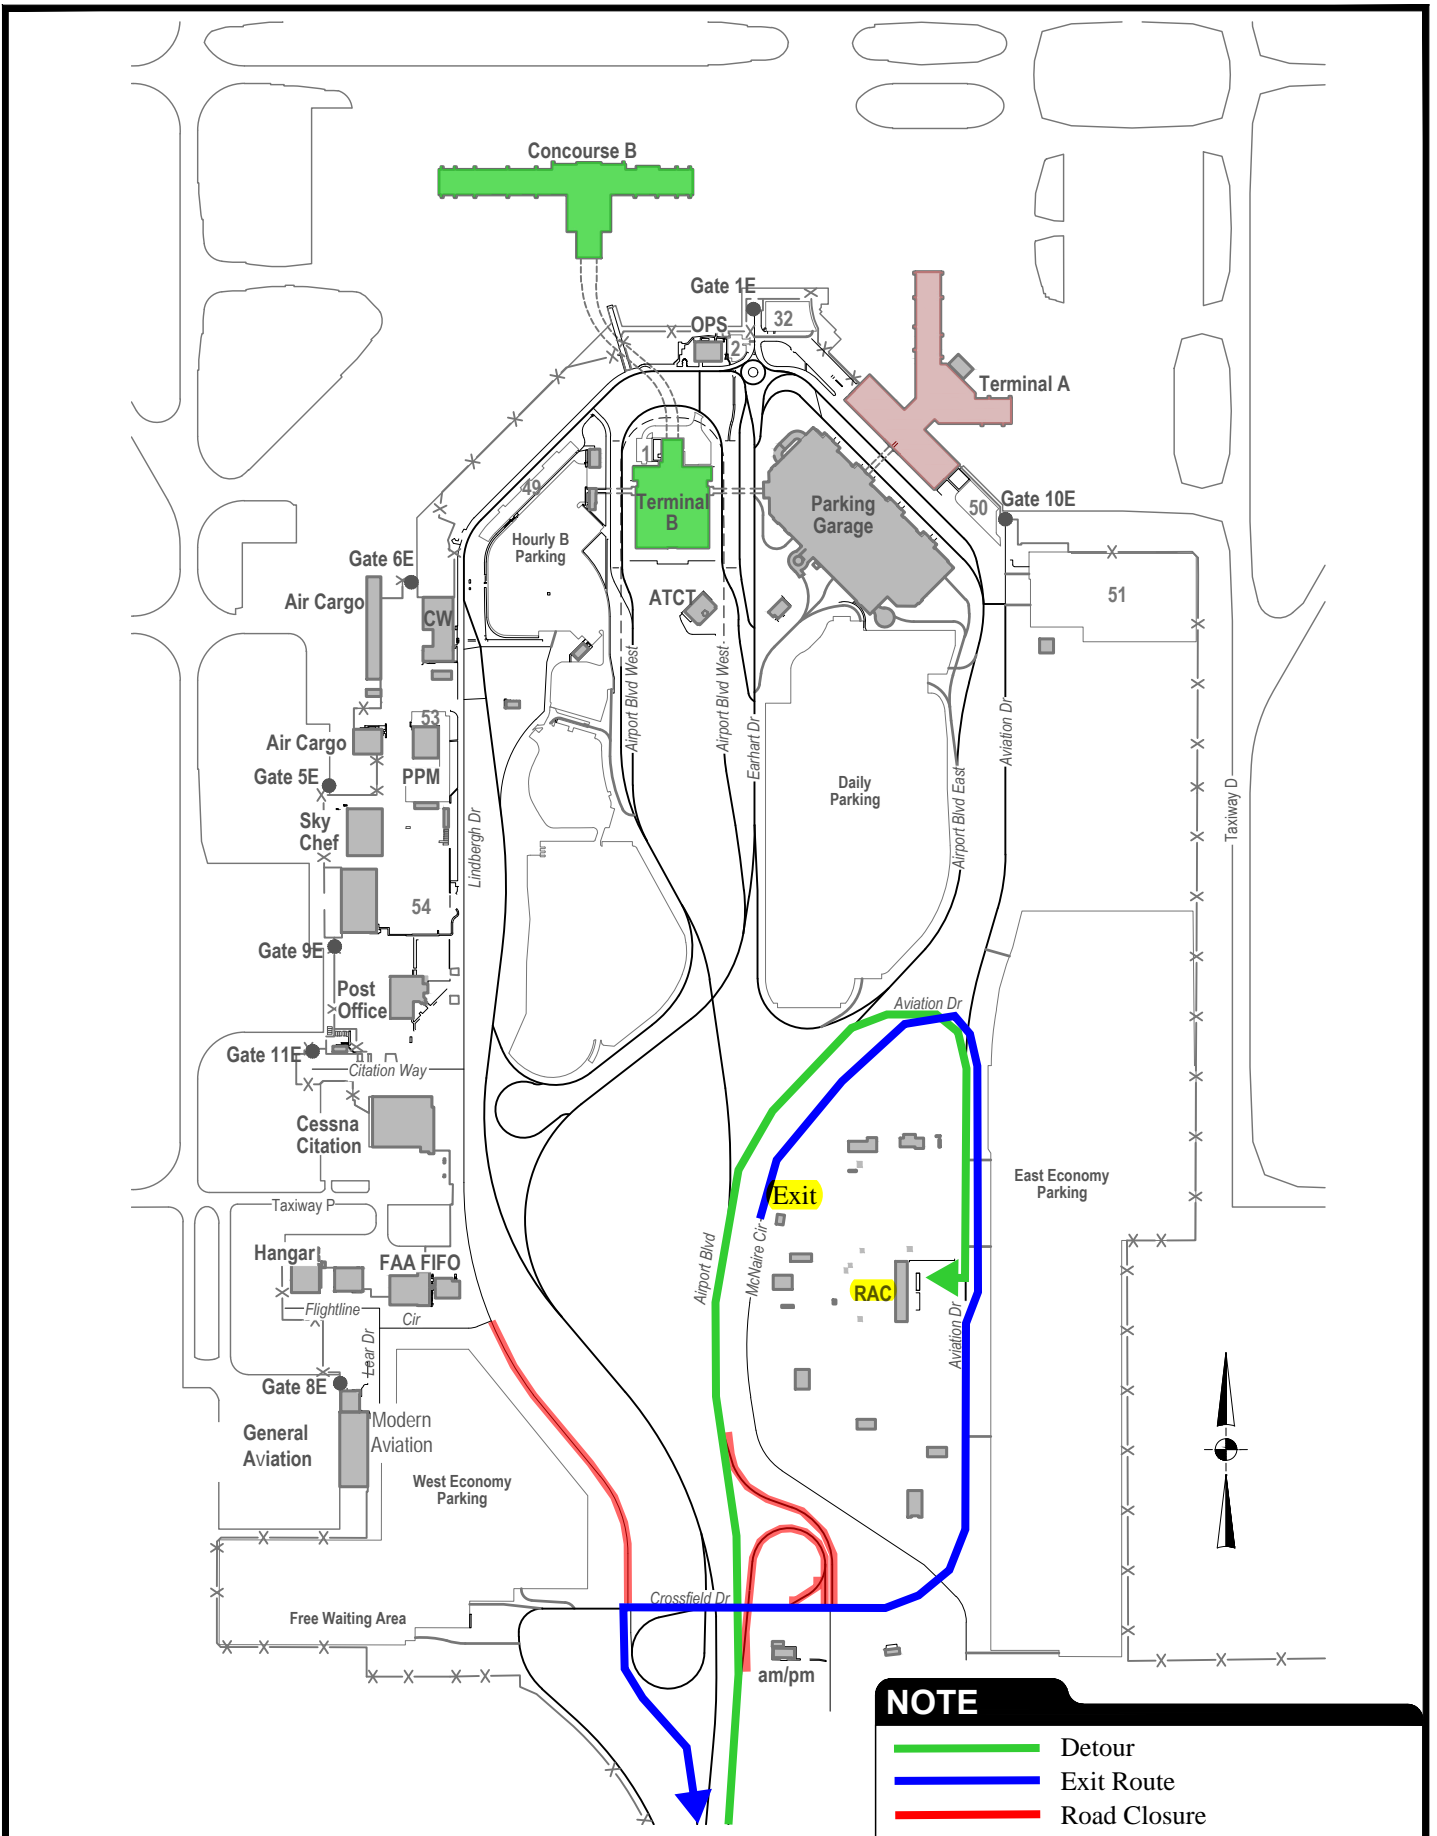 Concourse B
Gate 1E
32
OPS
2
Terminal A
1
49
Terminal
B
Parking
Garage
50
Gate 10E
Hourly B
Parking
Gate 6E
Air Cargo
CW
ATCT
51
Airport Blvd West
Airport Blvd West
Earhart Dr
Aviation Dr
53
Air Cargo
Gate 5E
PPM
Daily
Parking
Airport Blvd East
Taxiway D
Sky
Chef
Lindbergh Dr
54
Gate 9E
Post
Office
Aviation Dr
Gate 11E
Citation Way
Cessna
Citation
East Economy
Parking
Exit
Taxiway P
McNaire Cir
Airport Blvd
Hangar
FAA FIFO
RAC
Flightline
Cir
Lear Dr
Aviation Dr
Gate 8E
General
Aviation
Modern
Aviation
West Economy
Parking
Crossfield Dr
Free Waiting Area
am/pm
NOTE
Detour
Exit Route
Road Closure